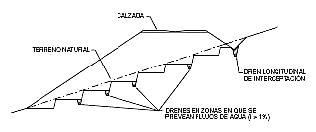 CALZADA
TERRENO NATURAL
DREN LONGITUDINAL
DE INTERCEPTACIÓN
DRENES EN ZONAS EN QUE SE
PREVEAN FLUJOS DE AGUA (i > 1%)